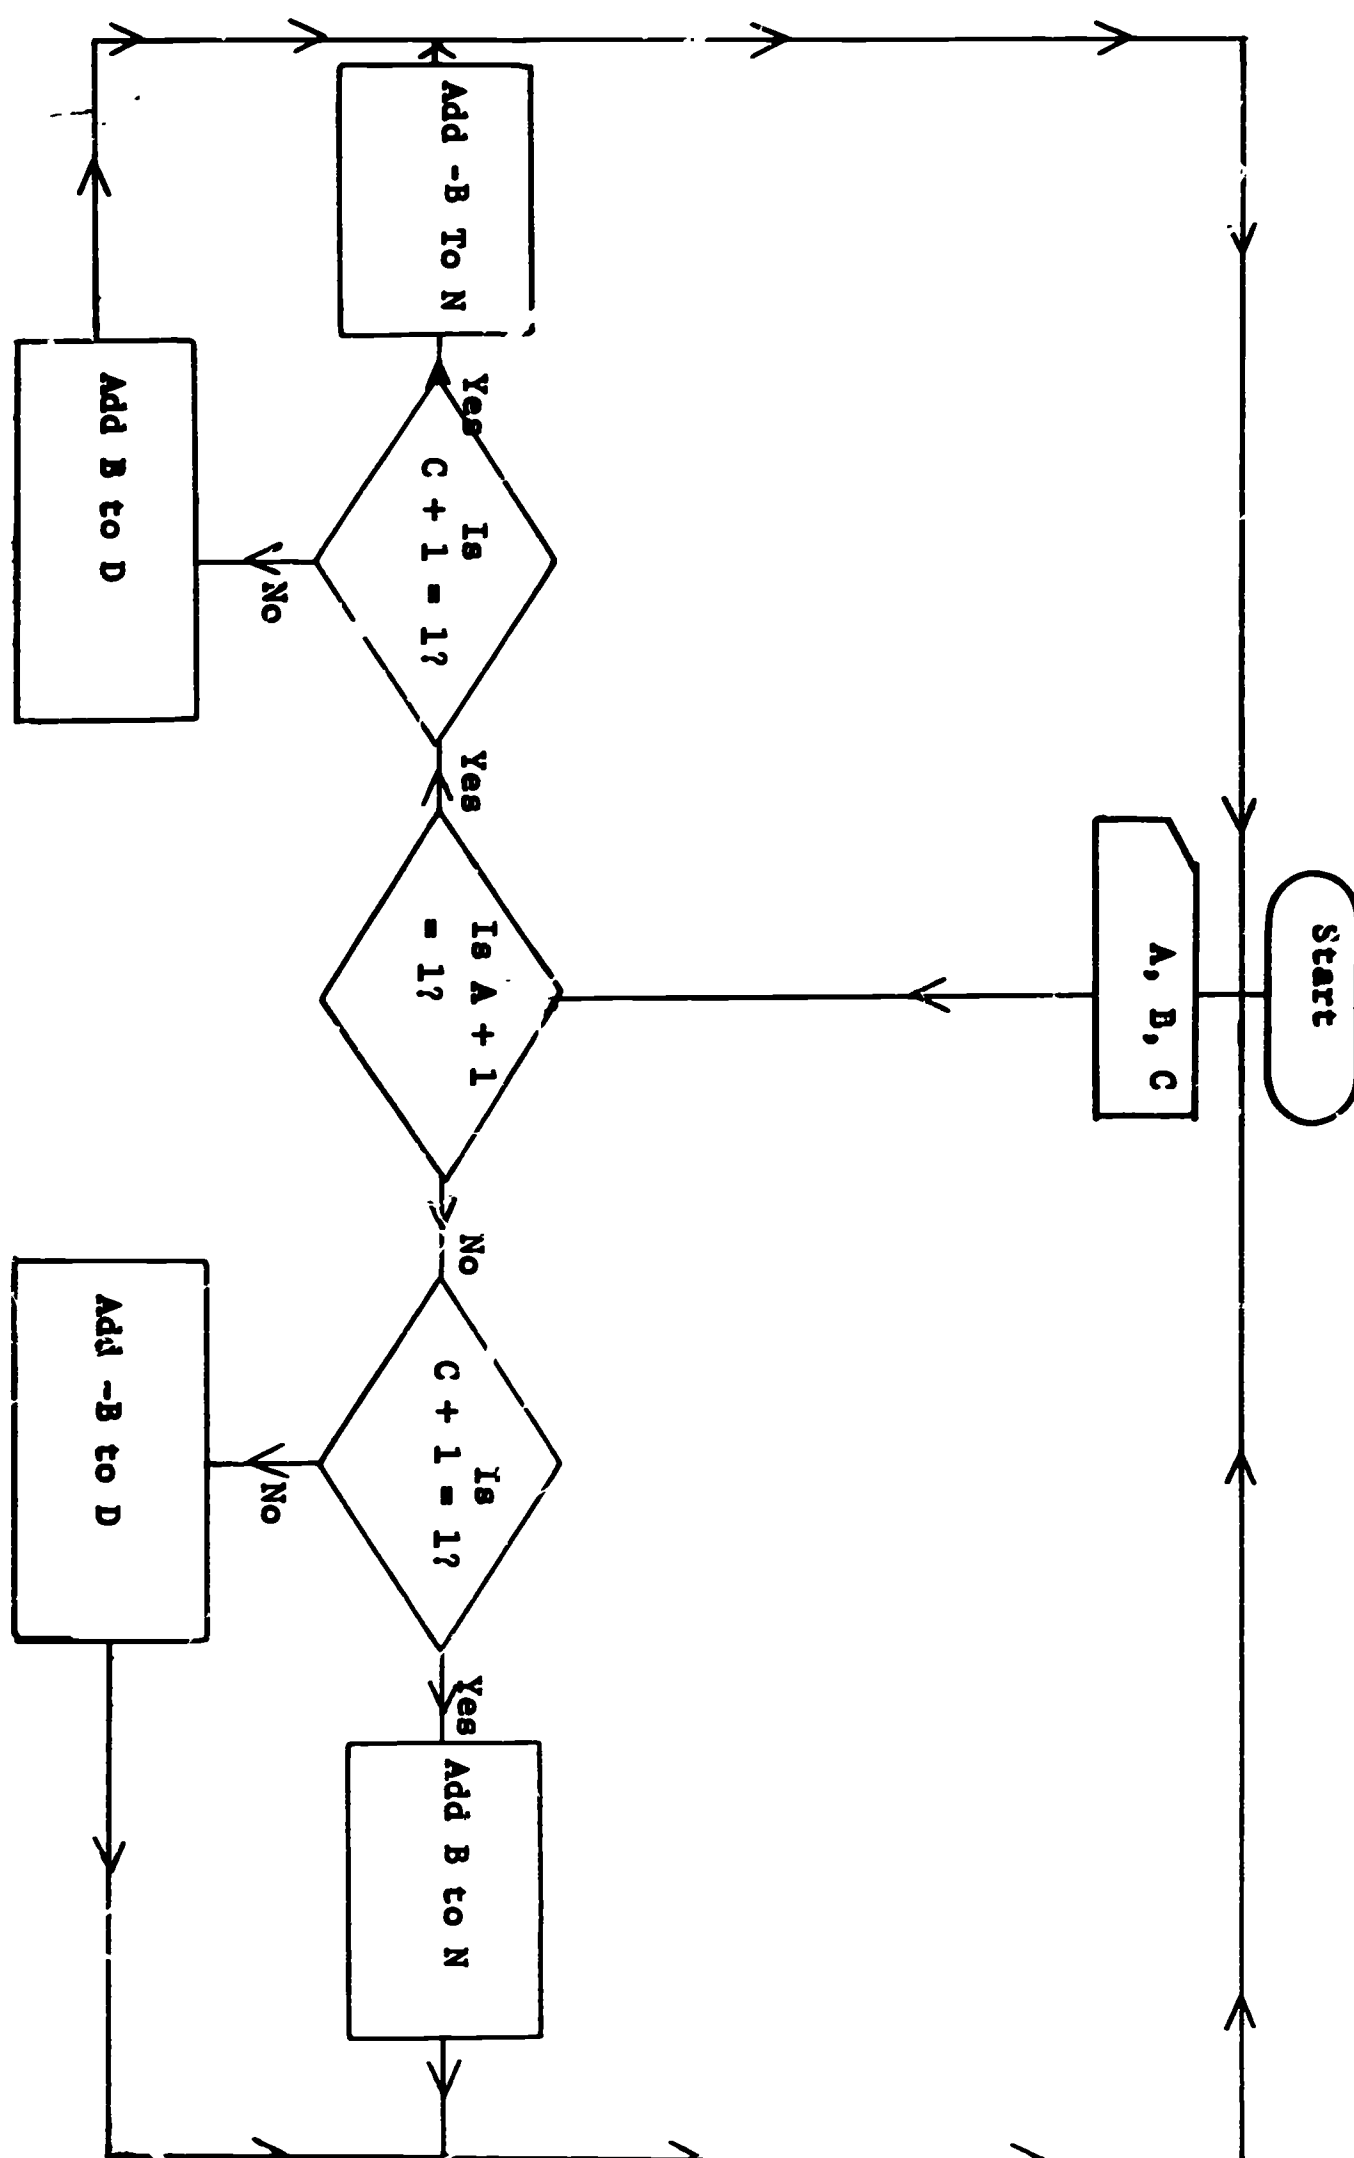 Start
A, B, C
Is A + 1
= 1?
Yes
No
Is
C + 1 = 1?
Yes
No
Add -B To N
Add B to D
Is
C + 1 = 1?
Yes
No
Add B to N
Add -B to D